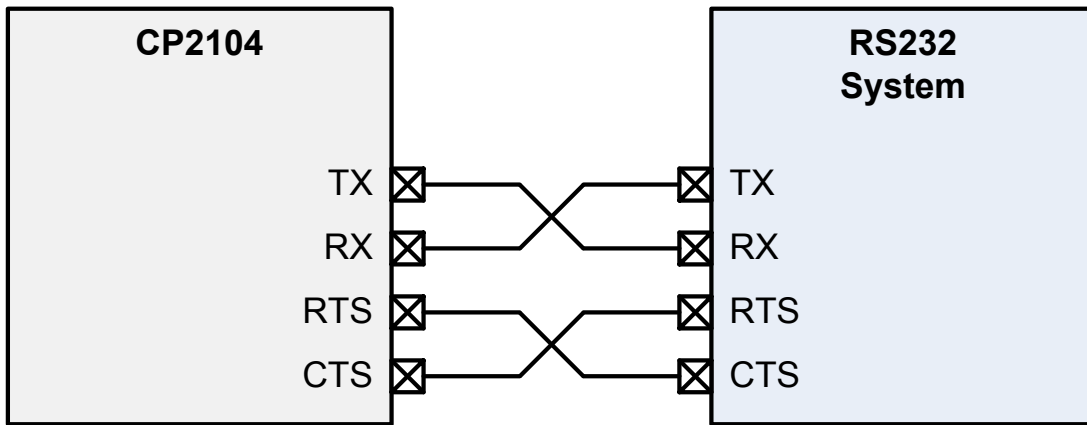 CP2104
TX
RX
RTS
CTS
RS232
System
TX
RX
RTS
CTS